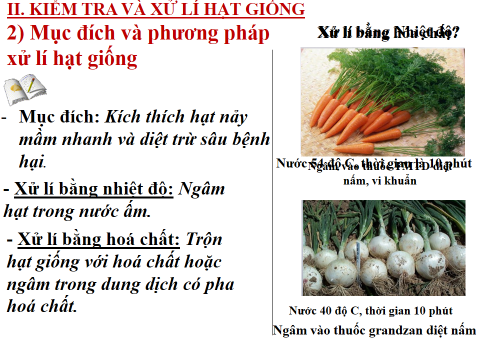 II. KIỂM TRA VÀ XỬ LÍ HẠT GIỐNG
2) Mục đích và phương pháp
xử lí hạt giống
- Mục đích: Kích thích hạt nảy
mầm nhanh và diệt trừ sâu bệnh
hại.
- Xử lí bằng nhiệt độ: Ngâm
hạt trong nước ấm.
- Xử lí bằng hoá chất: Trộn
hạt giống với hoá chất hoặc
ngâm trong dung dịch có pha
hoá chất.
Xử lí bằng Nhiệt độ?
Nước 54 độ C, thời gian là 10 phút
Ngâm vào thuốc TMTD diệt
nấm, vi khuẩn
Nước 40 độ C, thời gian 10 phút
Ngâm vào thuốc grandzan diệt nấm